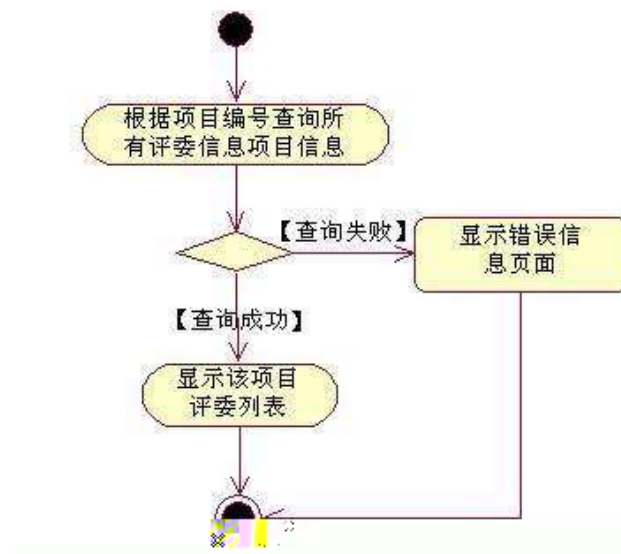 根据项目编号查询所
有评委信息项目信息
【查询失败】
显示错误信
息页面
【查询成功】
显示该项目
评委列表